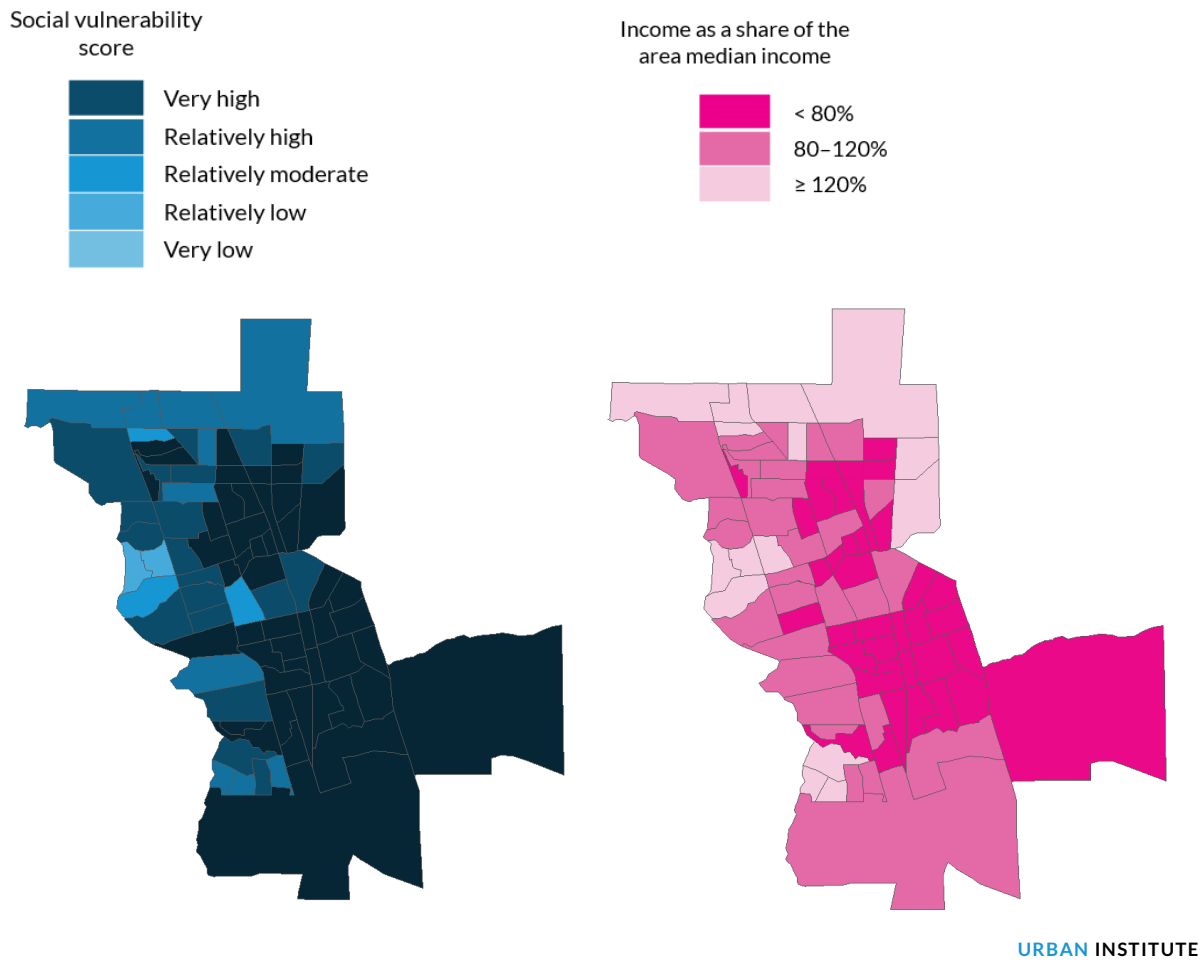 Social vulnerability
score
Very high
Relatively high
Relatively moderate
Relatively low
Very low
Income as a share of the
area median income
< 80%
80–120%
≥ 120%
URBAN INSTITUTE